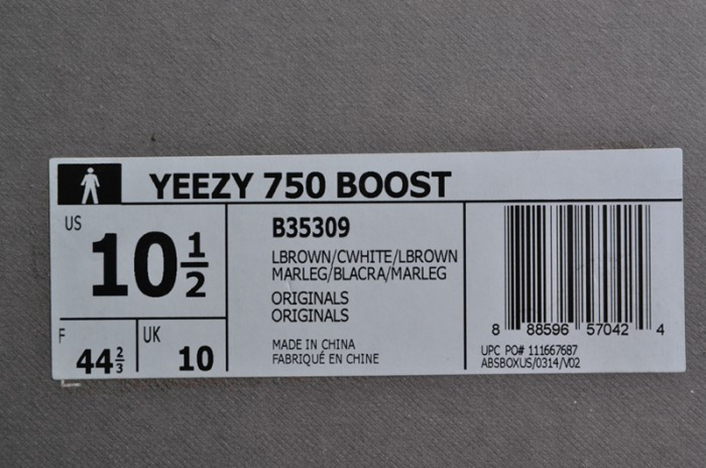 YEEZY 750 BOOST
US
10 1/2
F
44 2/3
UK
10
B35309
LBROWN/CWHITE/LBROWN
MARLEG/BLACRA/MARLEG
ORIGINALS
ORIGINALS
MADE IN CHINA
FABRIQUÉ EN CHINE
8 88596 57042 4
UPC PO# 111667687
ABSBOXUS/0314/V02